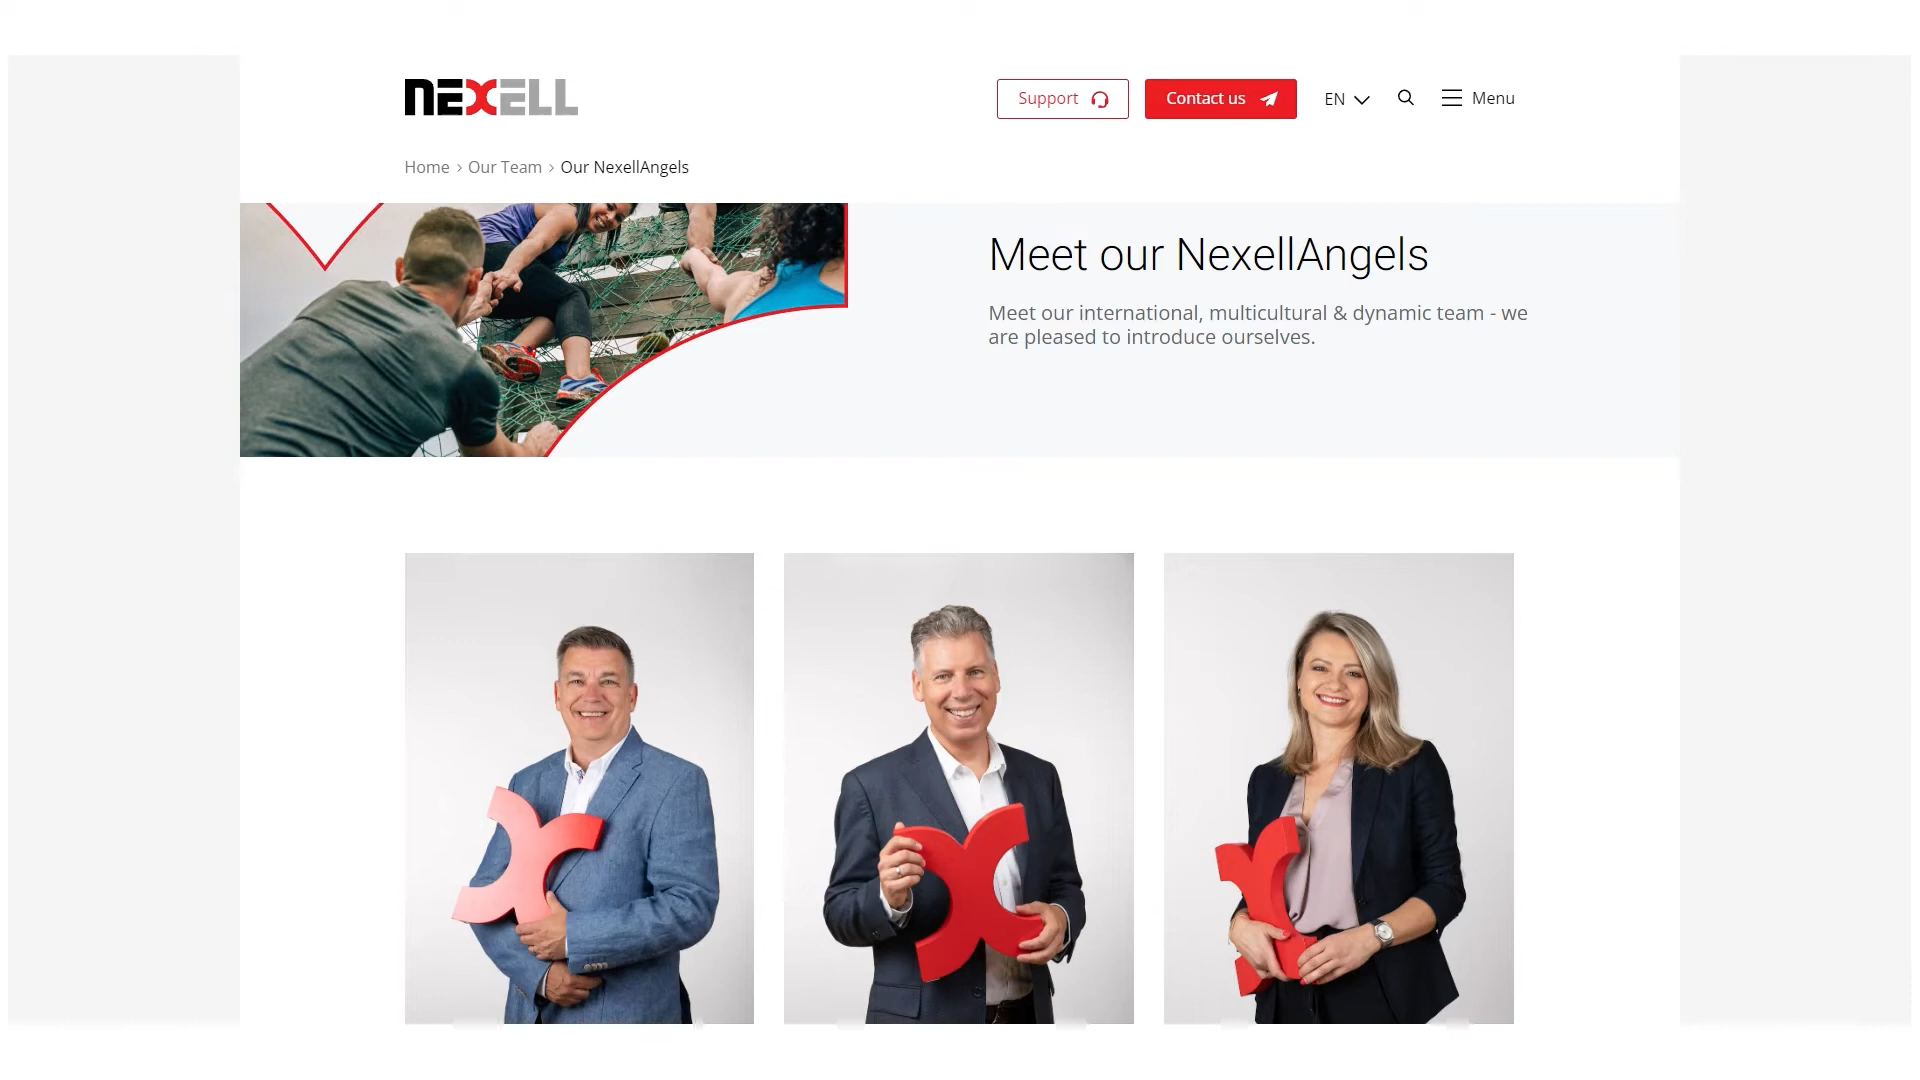 NEXELL
Support
Contact us
EN
Menu
Home > Our Team > Our NexellAngels
Meet our NexellAngels
Meet our international, multicultural & dynamic team - we
are pleased to introduce ourselves.